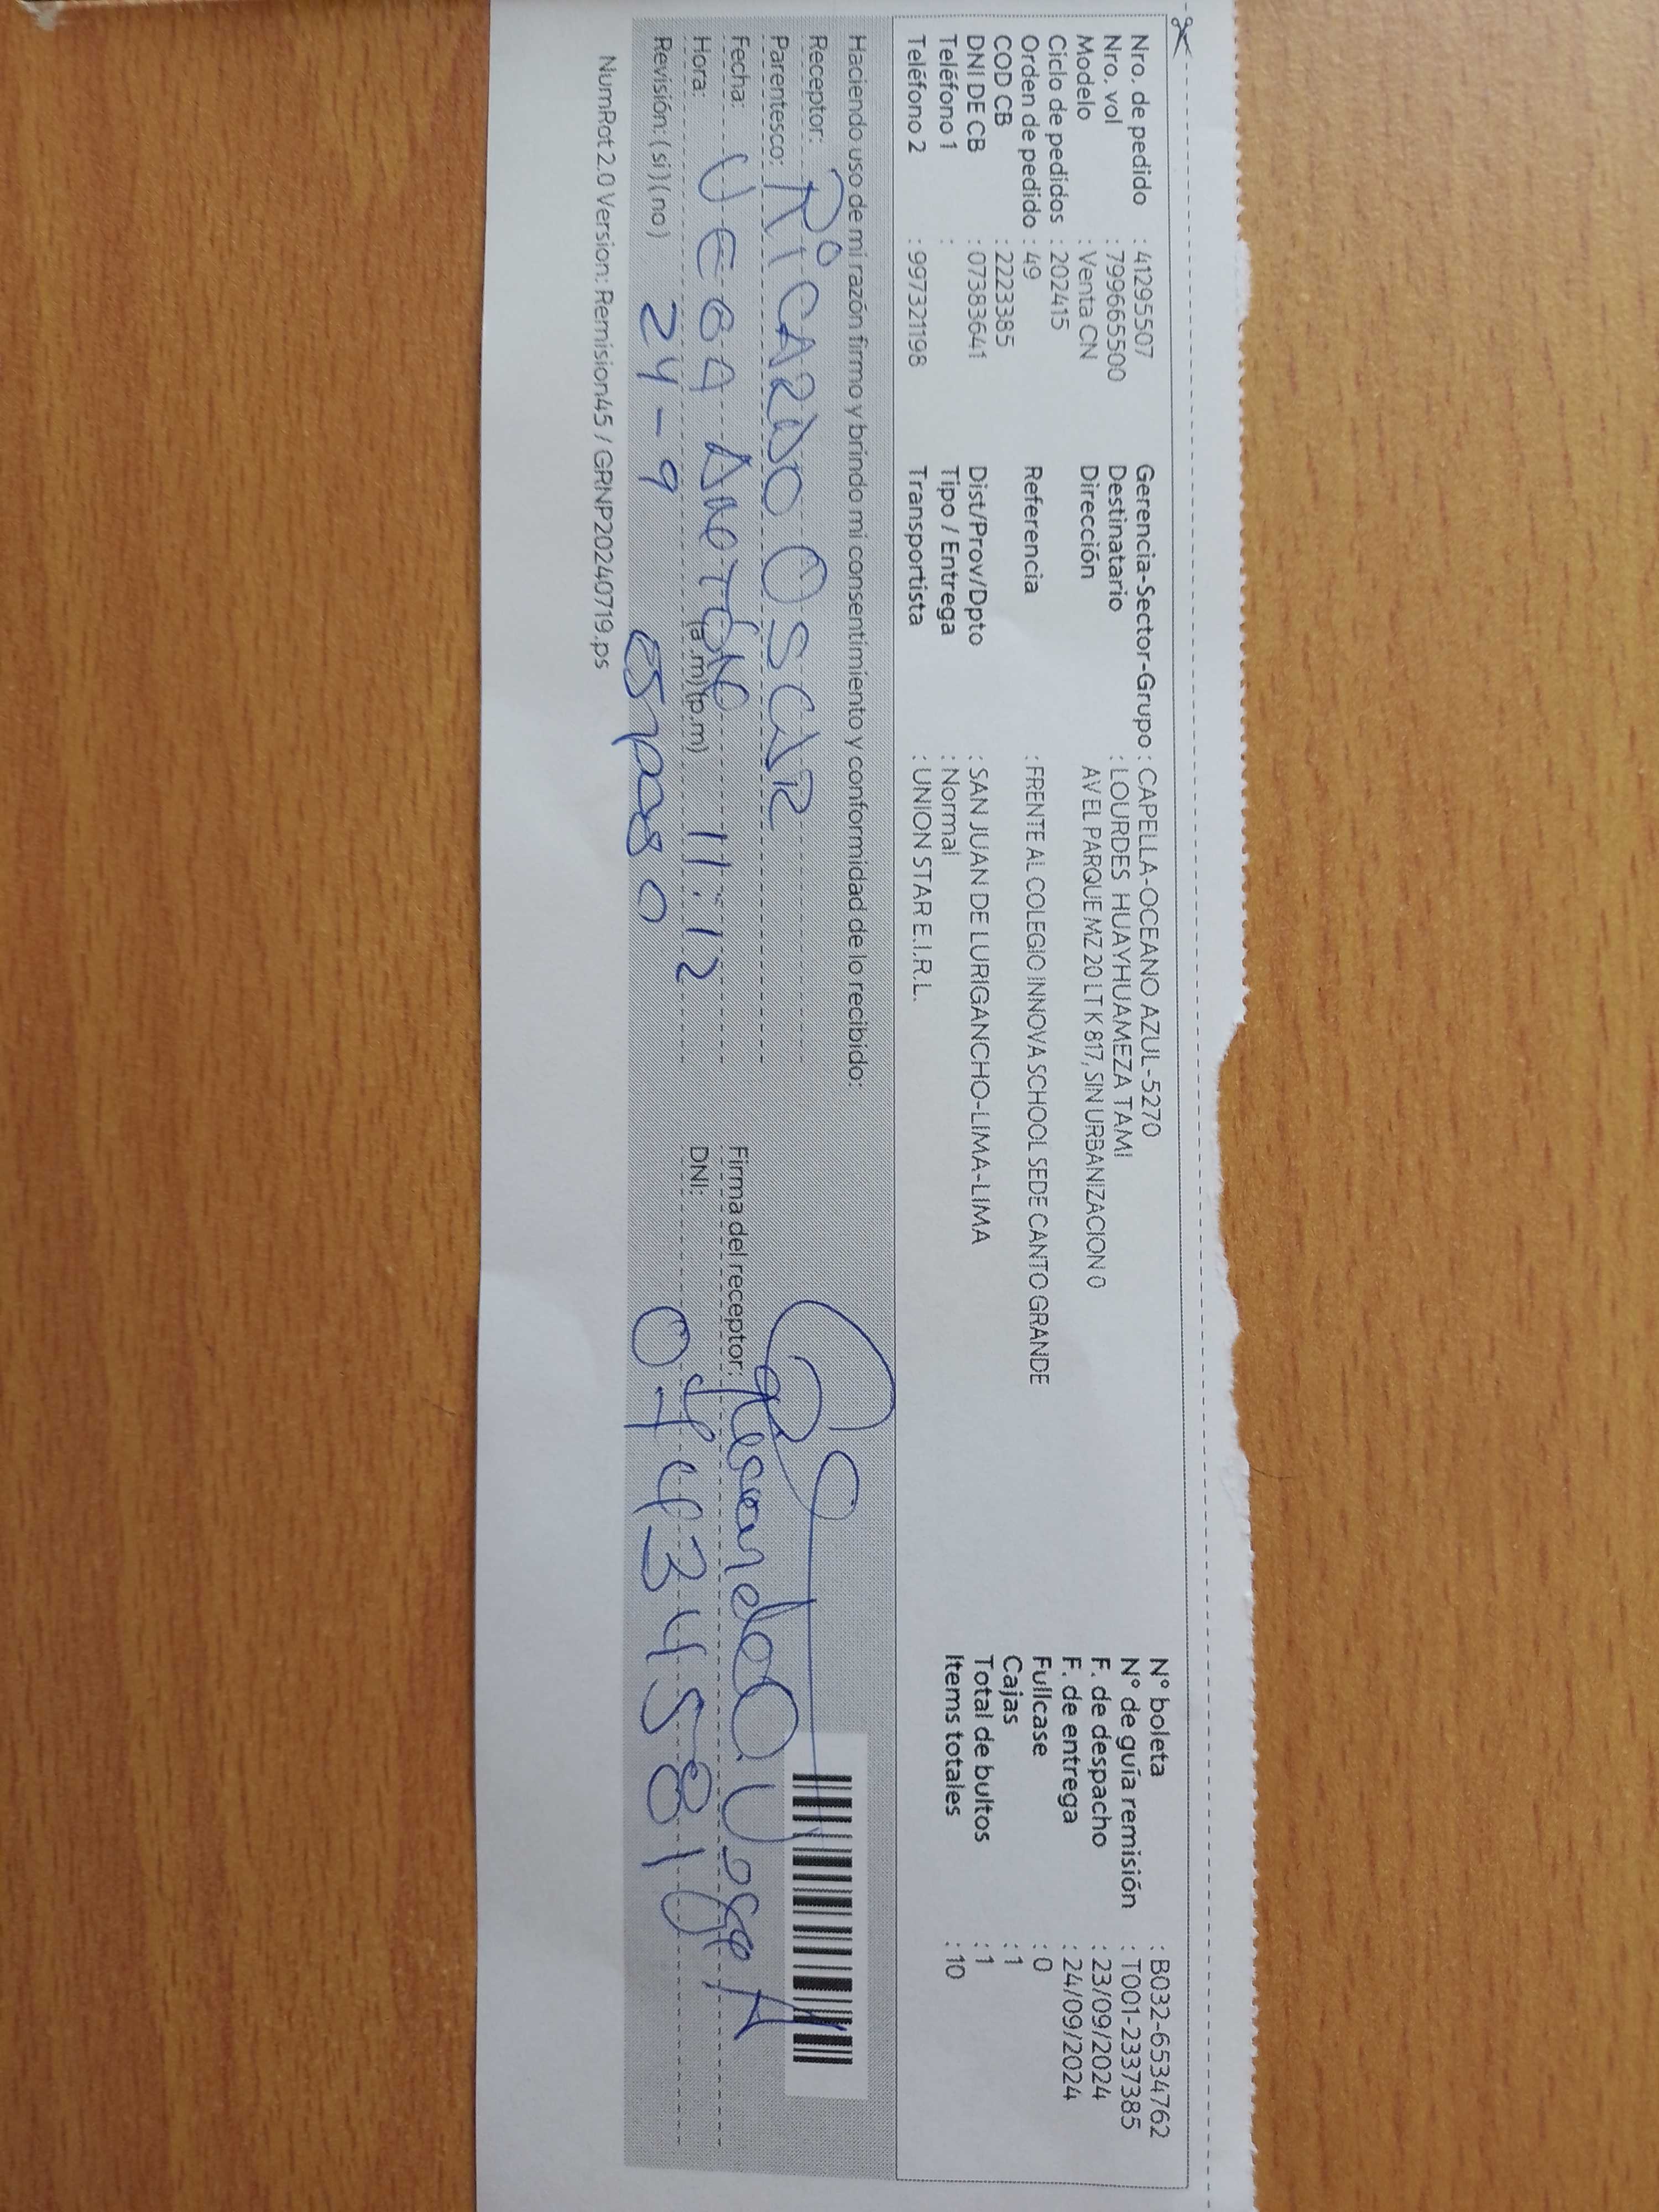 Nro. de pedido : 41295507
Nro. vol : 799665500
Modelo : Venta CN
Ciclo de pedidos : 202415
Orden de pedido : 49
COD CB : 2223385
DNI DE CB : 07383641
Teléfono 1 :
Teléfono 2 : 997321198
Gerencia-Sector-Grupo : CAPELLA-OCEANO AZUL-5270
Destinatario : LOURDES HUAYHUAMEZA TAMI
Dirección AV EL PARQUE MZ 20 LT K 817, SIN URBANIZACION 0
Referencia : FRENTE AL COLEGIO INNOVA SCHOOL SEDE CANTO GRANDE
Dist/Prov/Dpto : SAN JUAN DE LURIGANCHO-LIMA-LIMA
Tipo / Entrega : Normal
Transportista : UNION STAR E.I.R.L.
N° boleta : B032-6534762
N° de guía remisión : T001-2337385
F. de despacho : 23/09/2024
F. de entrega : 24/09/2024
Fullcase : 0
Cajas : 1
Total de bultos : 1
Items totales : 10
Haciendo uso de mi razón firmo y brindo mi consentimiento y conformidad de lo recibido:
Receptor:
Parentesco: RICARDO OSCAR
Fecha: VEGA
Hora: (a.m) (p.m) 11:12
Revisión: (si) (no) 24-9 esposo
Firma del receptor:
DNI:
NumRot 2.0 Version: Remision45 / GRNP20240719.ps